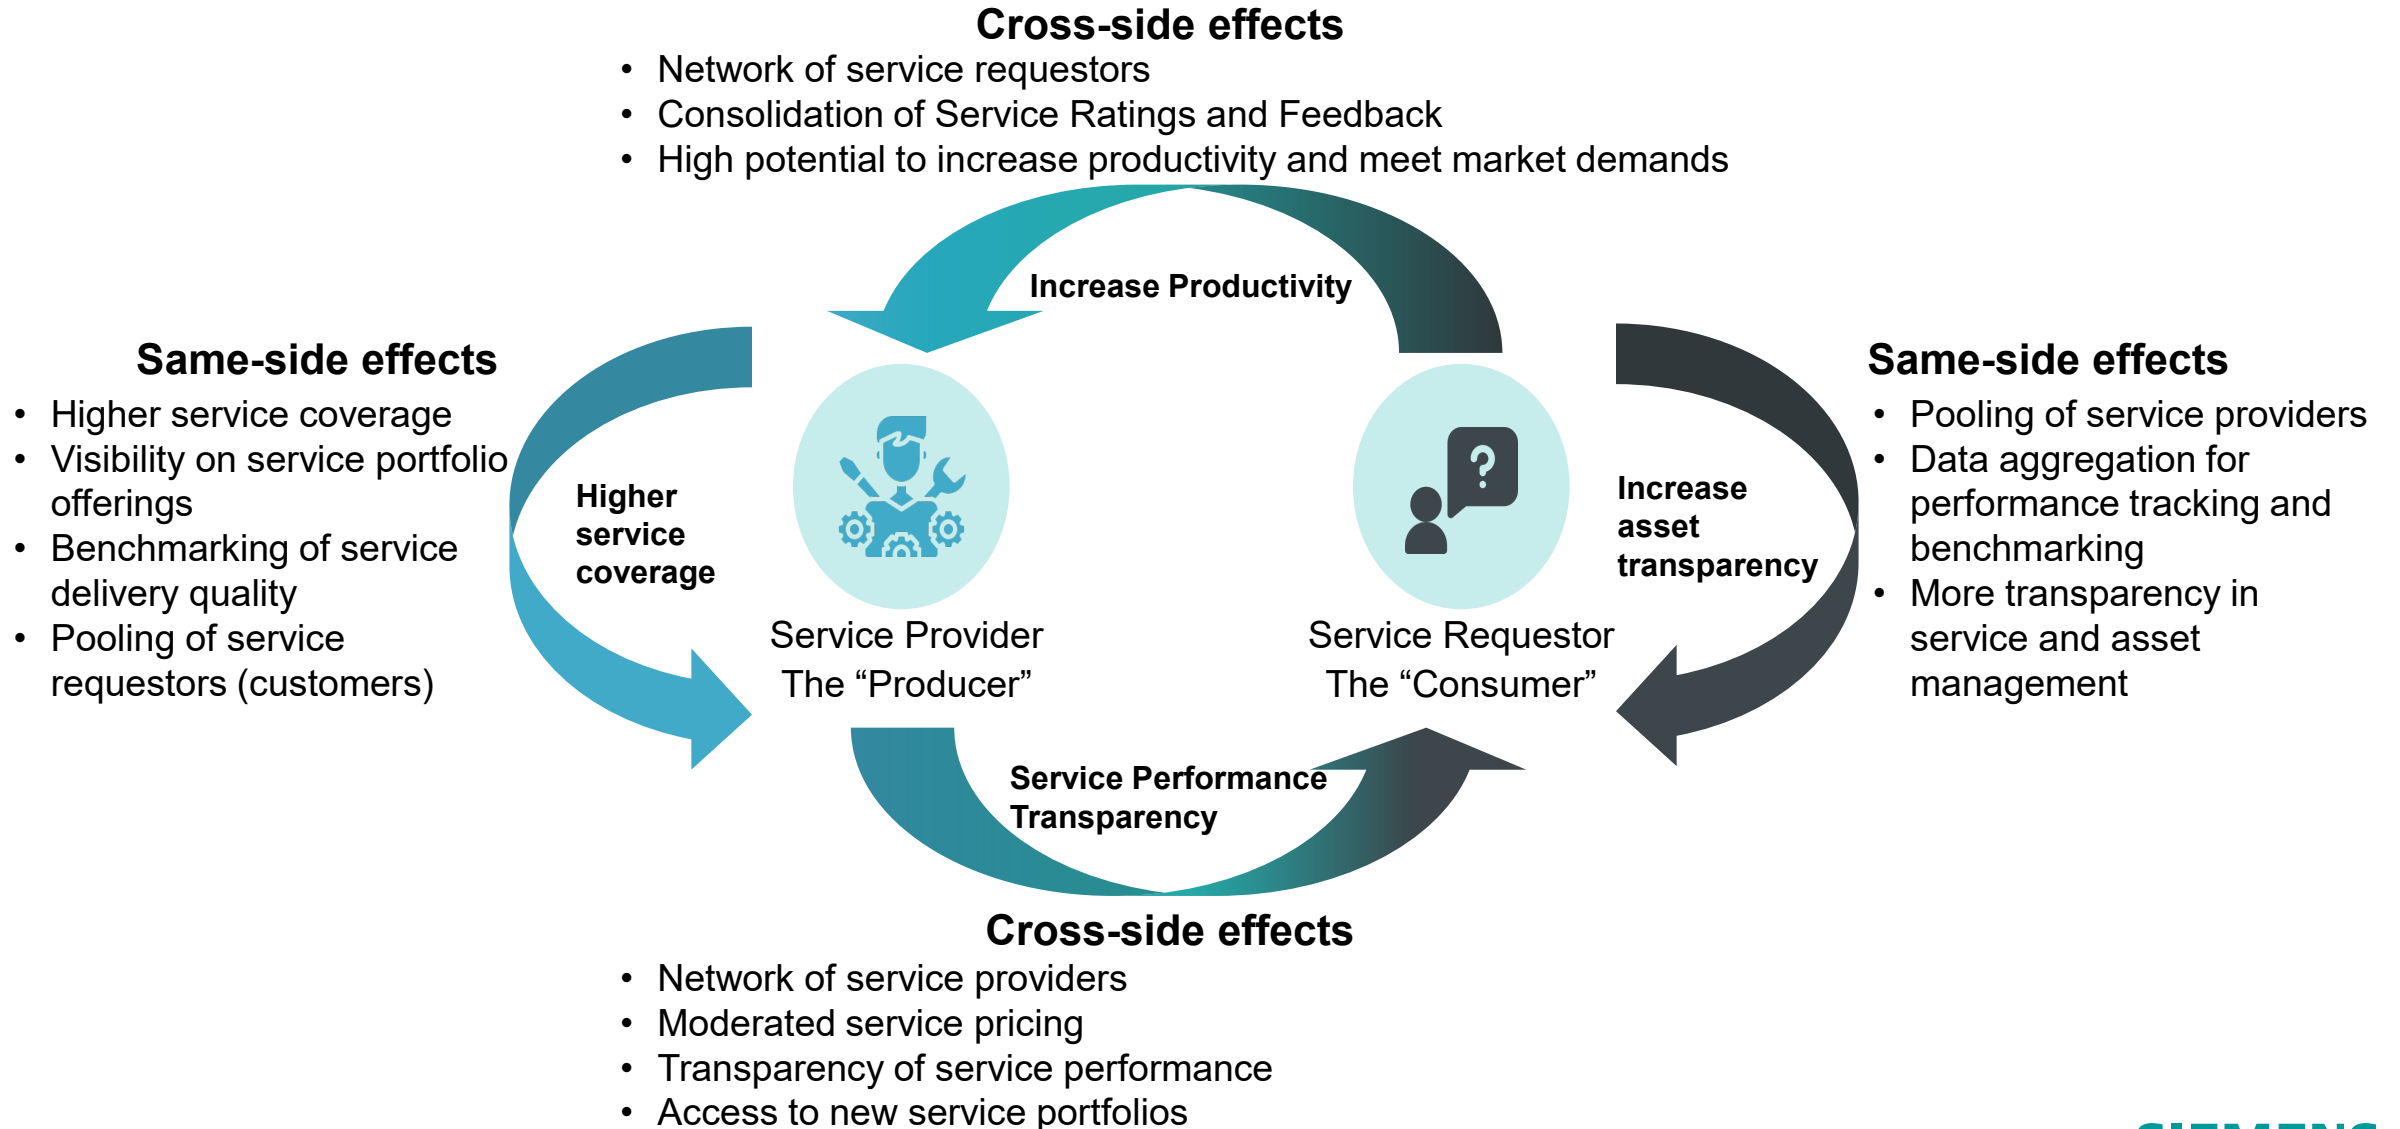 Cross-side effects
• Network of service requestors
• Consolidation of Service Ratings and Feedback
• High potential to increase productivity and meet market demands
Increase Productivity
Same-side effects
• Higher service coverage
• Visibility on service portfolio
offerings
• Benchmarking of service
delivery quality
• Pooling of service
requestors (customers)
Higher
service
coverage
Service Provider
The “Producer”
?
Service Requestor
The “Consumer”
Increase
asset
transparency
Same-side effects
• Pooling of service providers
• Data aggregation for
performance tracking and
benchmarking
• More transparency in
service and asset
management
Service Performance
Transparency
Cross-side effects
• Network of service providers
• Moderated service pricing
• Transparency of service performance
• Access to new service portfolios